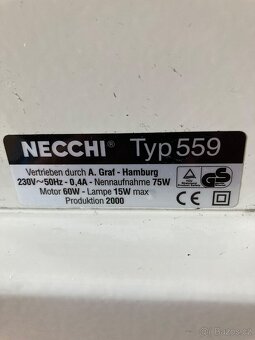 NECCHI® Typ 559
Vertrieben durch A. Graf - Hamburg
230V~50Hz - 0,4A - Nennaufnahme 75W
Motor 60W - Lampe 15W max
Produktion 2000
GS
CE